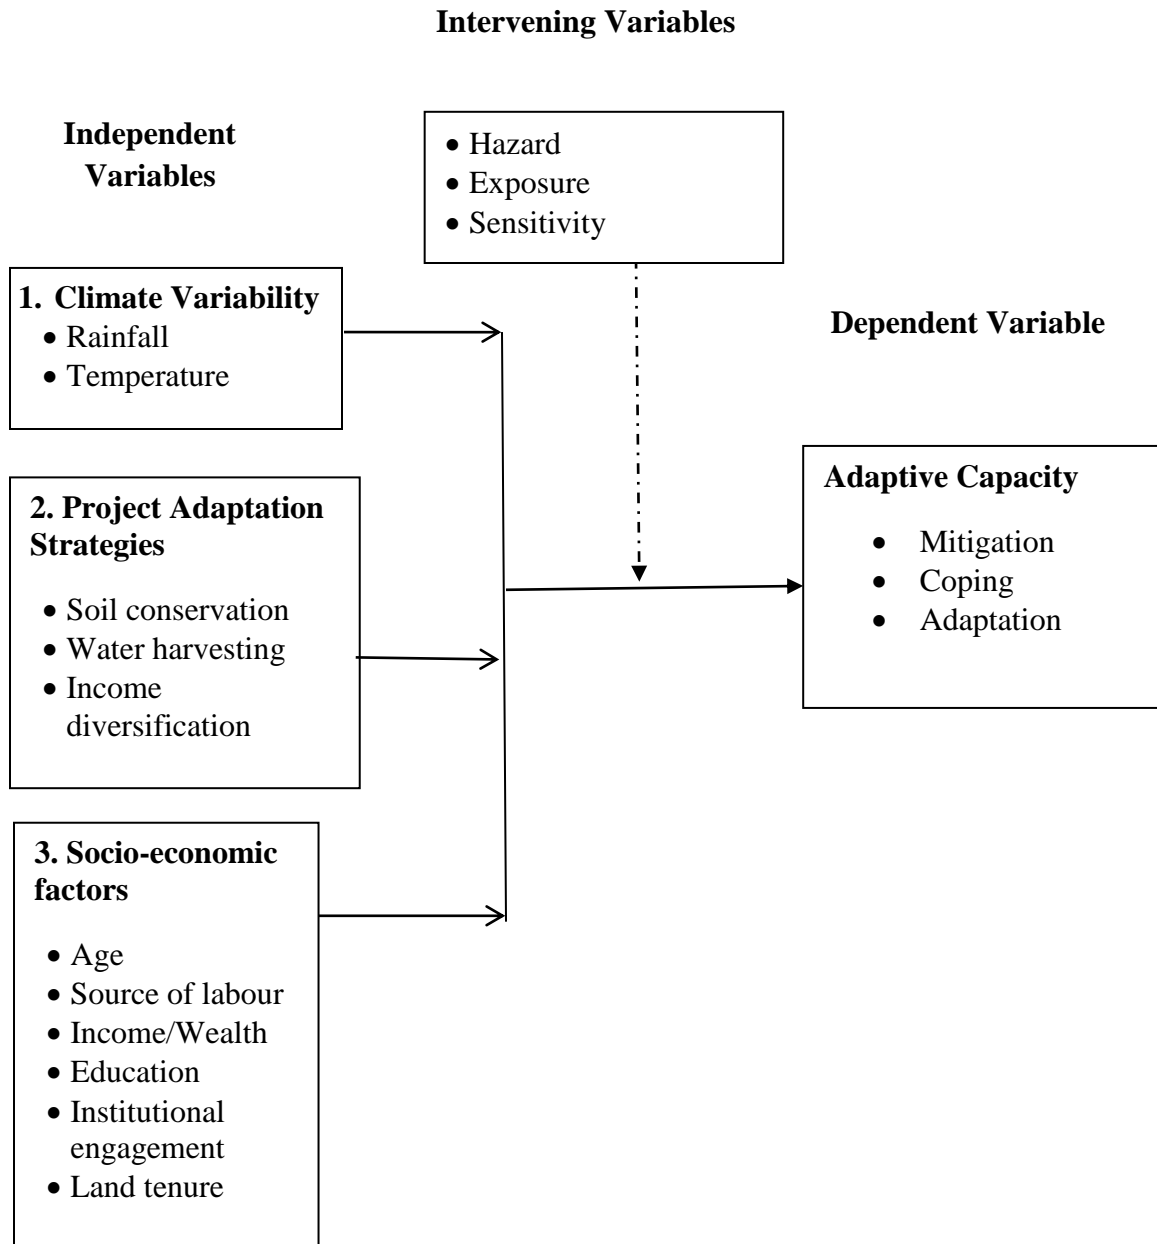 Intervening Variables
Independent
Variables
• Hazard
• Exposure
• Sensitivity
1. Climate Variability
• Rainfall
• Temperature
Dependent Variable
2. Project Adaptation
Strategies
• Soil conservation
• Water harvesting
• Income
diversification
Adaptive Capacity
• Mitigation
• Coping
• Adaptation
3. Socio-economic
factors
• Age
• Source of labour
• Income/Wealth
• Education
• Institutional
engagement
• Land tenure